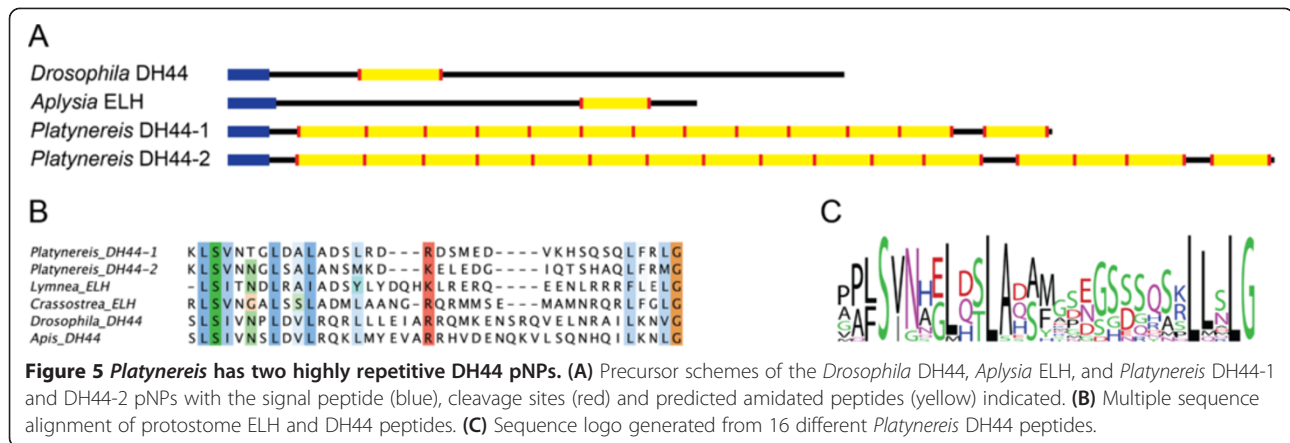 A
Drosophila DH44
Aplysia ELH
Platynereis DH44-1
Platynereis DH44-2
B
Platynereis_DH44-1 KLSVNTGLDALADSLRD---RDSMED----VKHSQSQLFRLG
Platynereis_DH44-2 KLSVNNGLSALANSMKD---KELEDG----IQTSHAQLFRMG
Lymnea_ELH -LSITNDLRAIADSYLYDQHKLRERQ----EENLRRRFLELG
Crassostrea_ELH RLSVNGALSSLADMLAANG-RQRMMSE---MAMNRQRLFGLG
Drosophila_DH44 SLSIVNPLDVLRQRLLLEIARRQMKENSRQVELNRAILKNVG
Apis_DH44 SLSIVNSLDVLRQKLMYEVARRHVDENQKVLSQNHQILKNVG
C
PPLSVNHELDSLADAMGSEGSSSQSKLLSLG
Figure 5 Platynereis has two highly repetitive DH44 pNPs. (A) Precursor schemes of the Drosophila DH44, Aplysia ELH, and Platynereis DH44-1
and DH44-2 pNPs with the signal peptide (blue), cleavage sites (red) and predicted amidated peptides (yellow) indicated. (B) Multiple sequence
alignment of protostome ELH and DH44 peptides. (C) Sequence logo generated from 16 different Platynereis DH44 peptides.